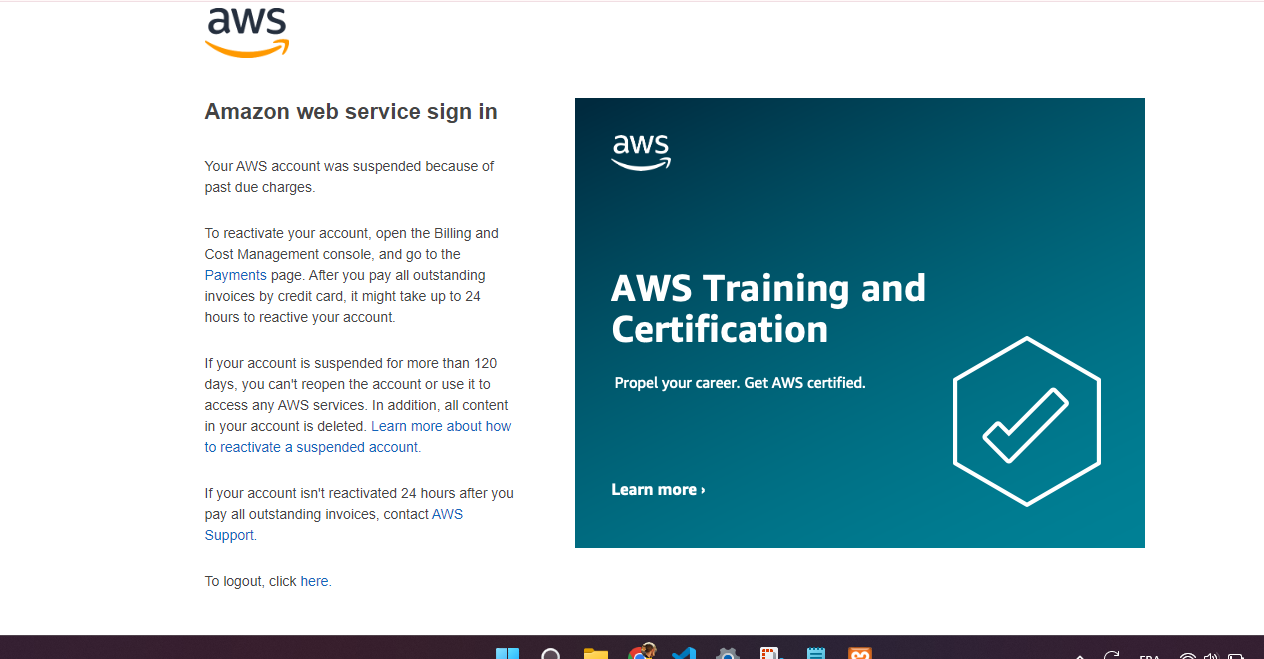 aws
Amazon web service sign in
Your AWS account was suspended because of
past due charges.
To reactivate your account, open the Billing and
Cost Management console, and go to the
Payments page. After you pay all outstanding
invoices by credit card, it might take up to 24
hours to reactive your account.
If your account is suspended for more than 120
days, you can't reopen the account or use it to
access any AWS services. In addition, all content
in your account is deleted. Learn more about how
to reactivate a suspended account.
If your account isn't reactivated 24 hours after you
pay all outstanding invoices, contact AWS
Support.
To logout, click here.
aws
AWS Training and
Certification
Propel your career. Get AWS certified.
Learn more ›
FRA